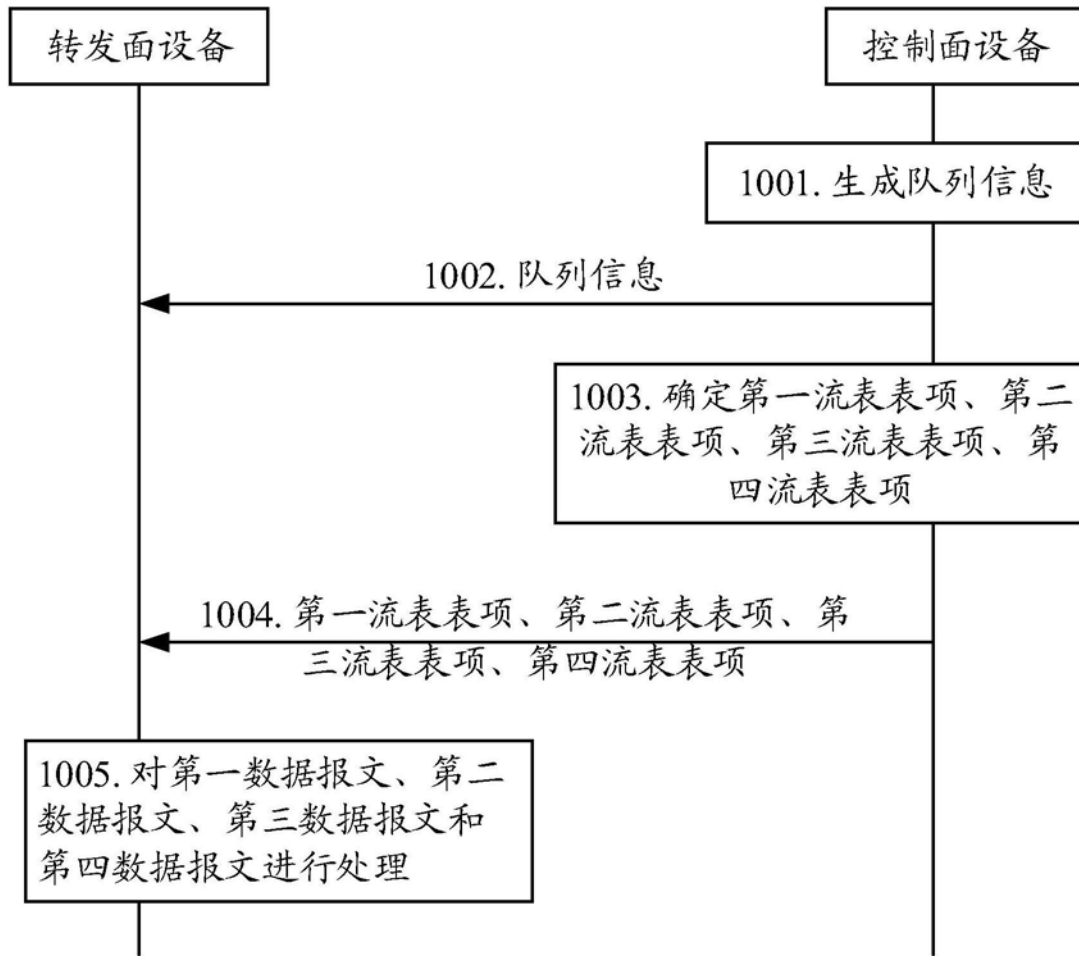 转发面设备
控制面设备
1001. 生成队列信息
1002. 队列信息
1003. 确定第一流表表项、第二
流表表项、第三流表表项、第
四流表表项
1004. 第一流表表项、第二流表表项、第
三流表表项、第四流表表项
1005. 对第一数据报文、第二
数据报文、第三数据报文和
第四数据报文进行处理